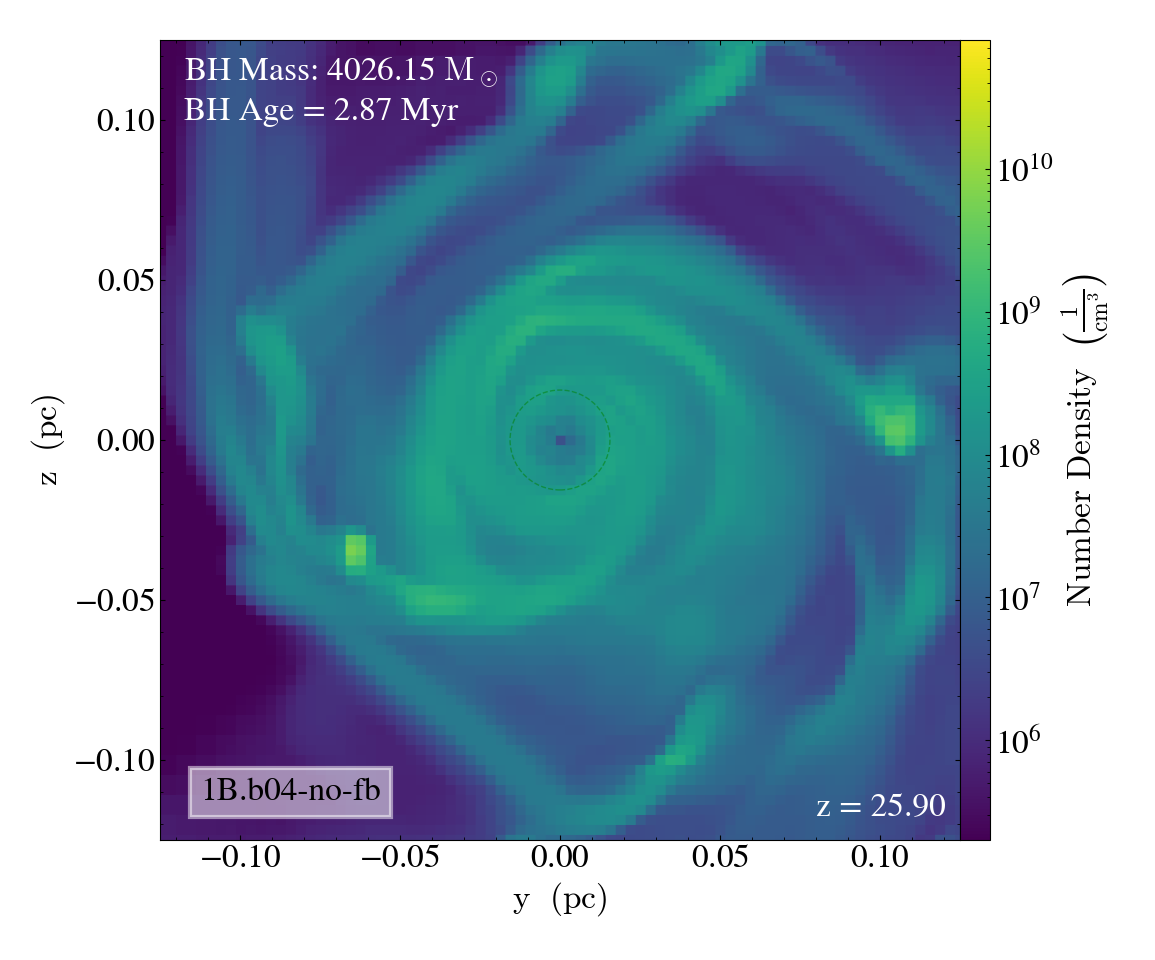 BH Mass: 4026.15 M⊙
BH Age = 2.87 Myr
0.10
0.05
0.00
−0.05
−0.10
z (pc)
1B.b04-no-fb
z = 25.90
−0.10 −0.05 0.00 0.05 0.10
y (pc)
10¹⁰
10⁹
10⁸
10⁷
10⁶
Number Density (1/cm³)